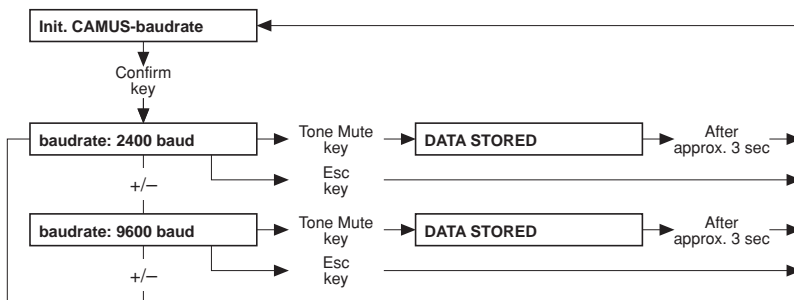 Init. CAMUS-baudrate
Confirm
key
baudrate: 2400 baud
Tone Mute
key
DATA STORED
After
approx. 3 sec
Esc
key
+/–
baudrate: 9600 baud
Tone Mute
key
DATA STORED
After
approx. 3 sec
Esc
key
+/–